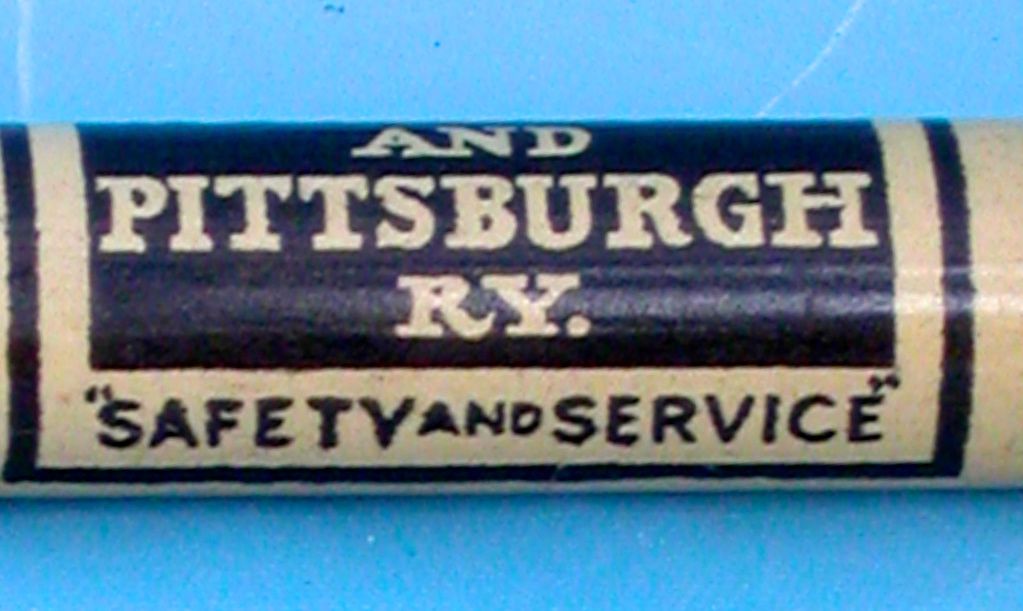 AND
PITTSBURGH
RY.
"SAFETY AND SERVICE"